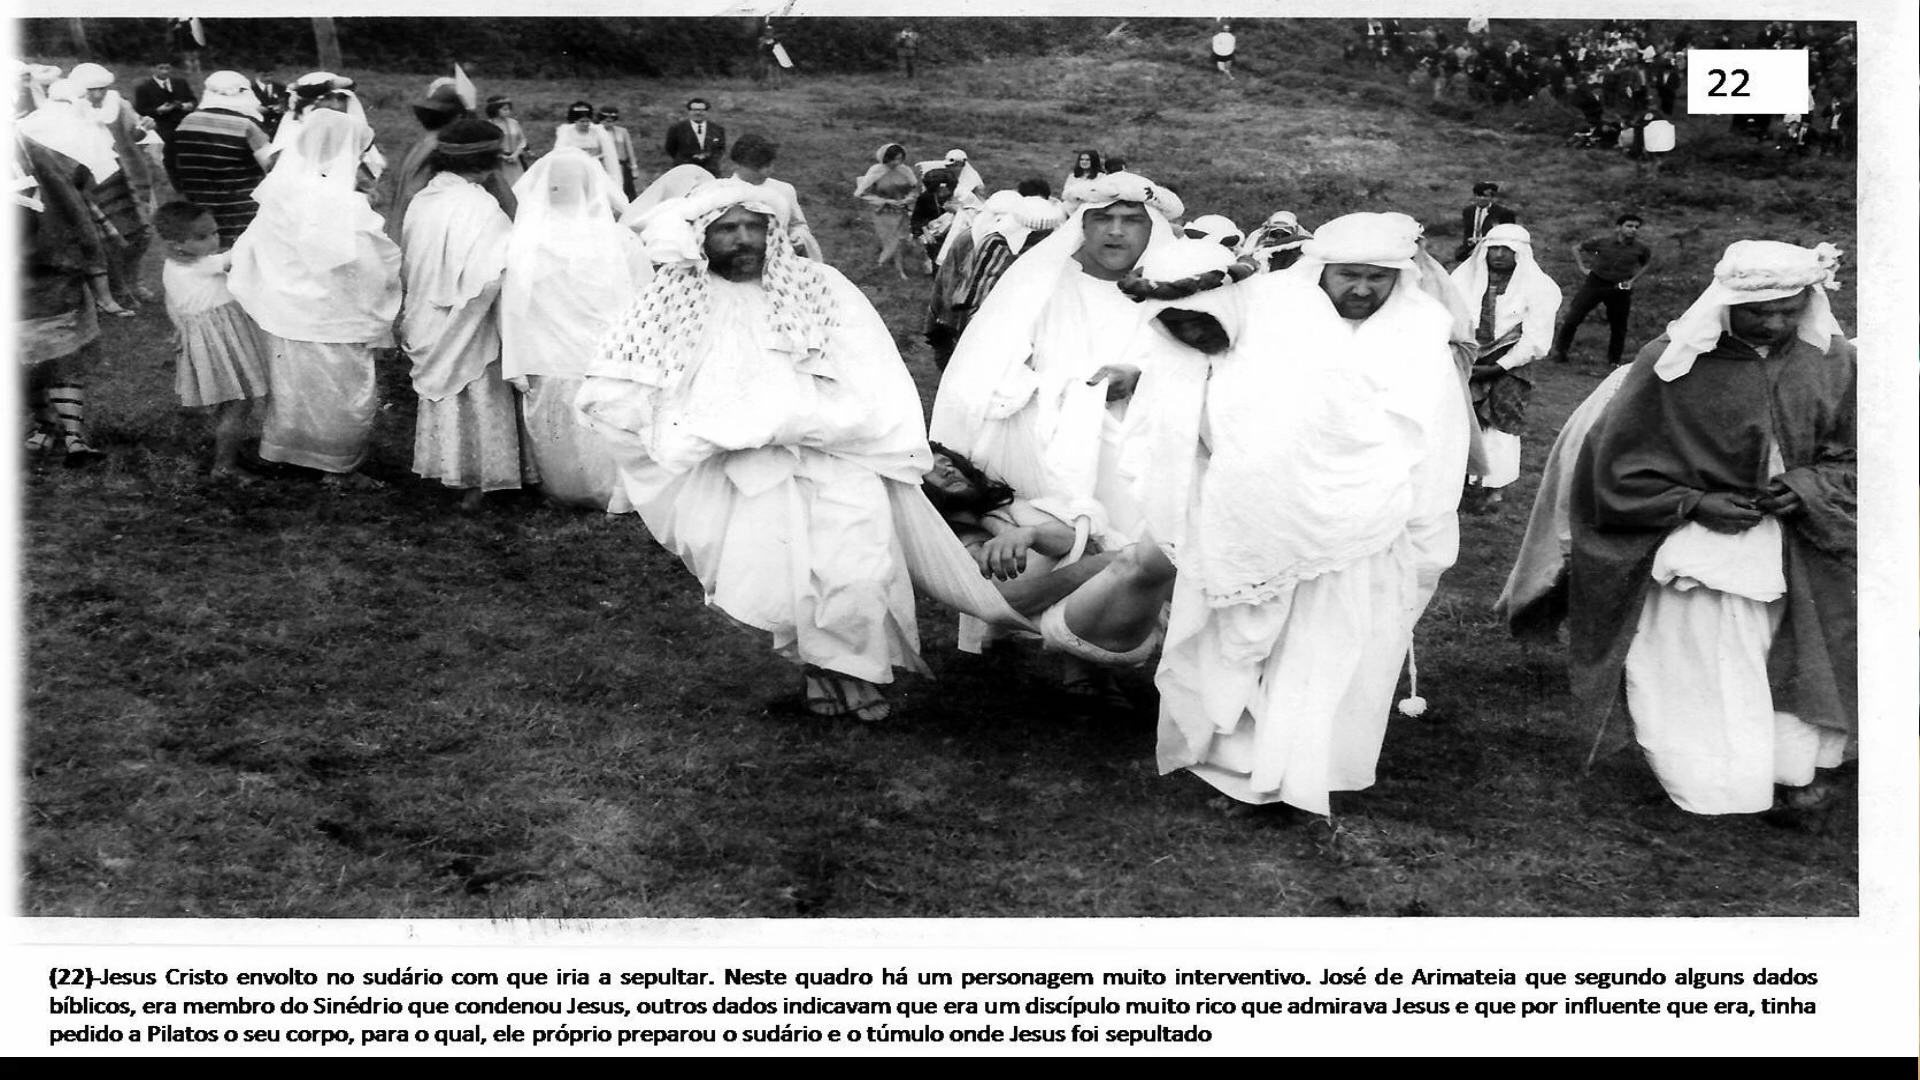 22
(22)-Jesus Cristo envolto no sudário com que iria a sepultar. Neste quadro há um personagem muito interventivo. José de Arimateia que segundo alguns dados
bíblicos, era membro do Sinédrio que condenou Jesus, outros dados indicavam que era um discípulo muito rico que admirava Jesus e que por influente que era, tinha
pedido a Pilatos o seu corpo, para o qual, ele próprio preparou o sudário e o túmulo onde Jesus foi sepultado